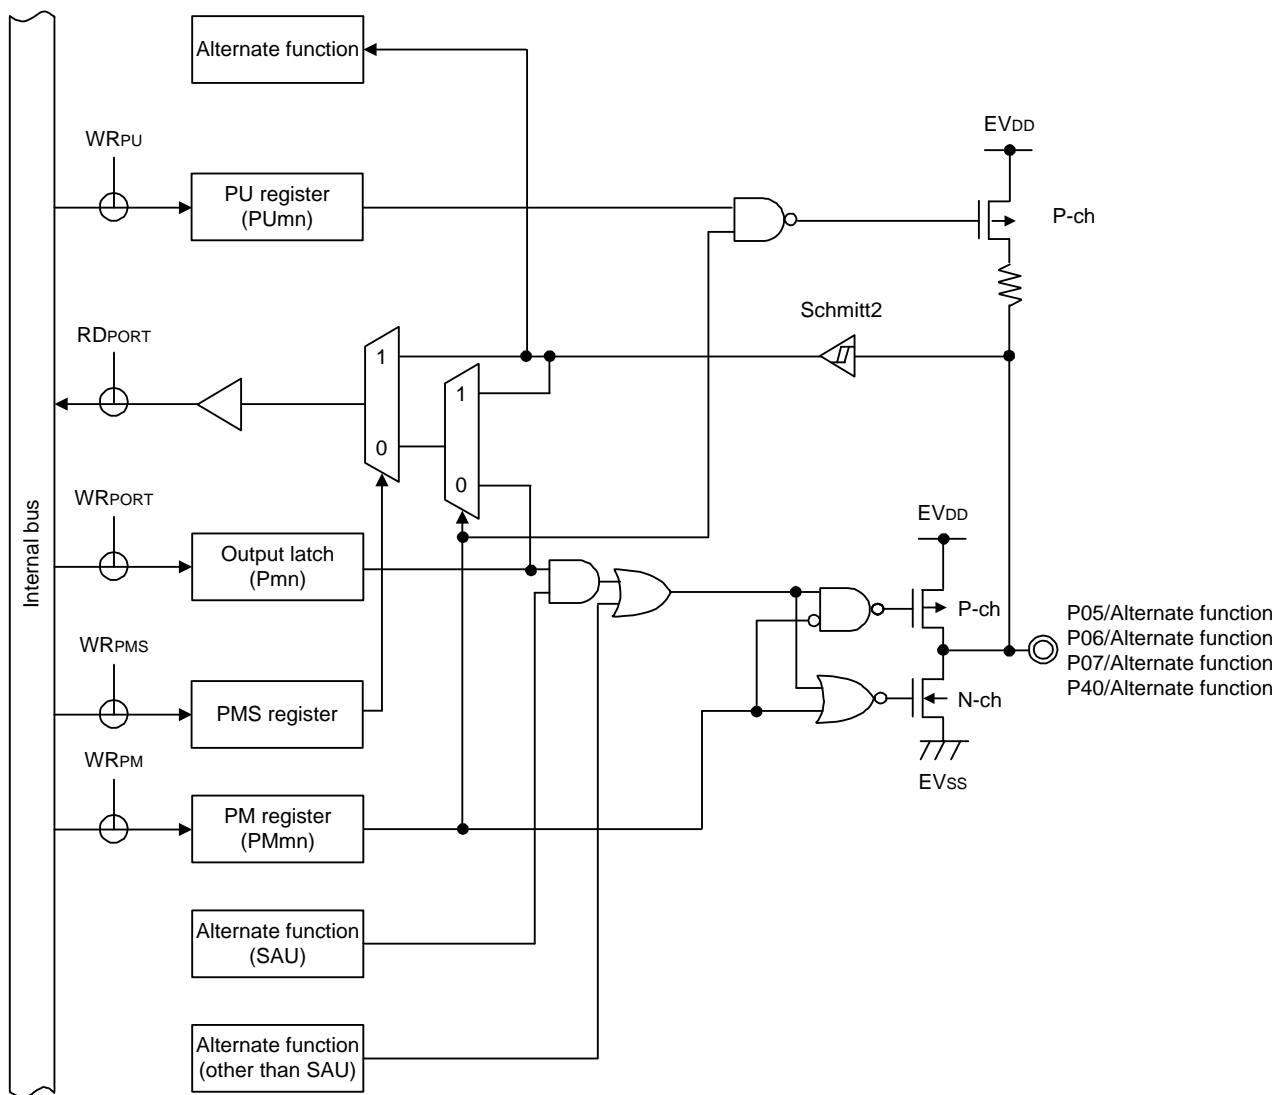 Alternate function
WRPU
EVDD
PU register
(PUmn)
P-ch
Schmitt2
RDPORT
1
1
0
0
WRPORT
EVDD
Internal bus
Output latch
(Pmn)
P-ch
P05/Alternate function
P06/Alternate function
P07/Alternate function
P40/Alternate function
WRPMS
PMS register
N-ch
WRPM
EVSS
PM register
(PMmn)
Alternate function
(SAU)
Alternate function
(other than SAU)